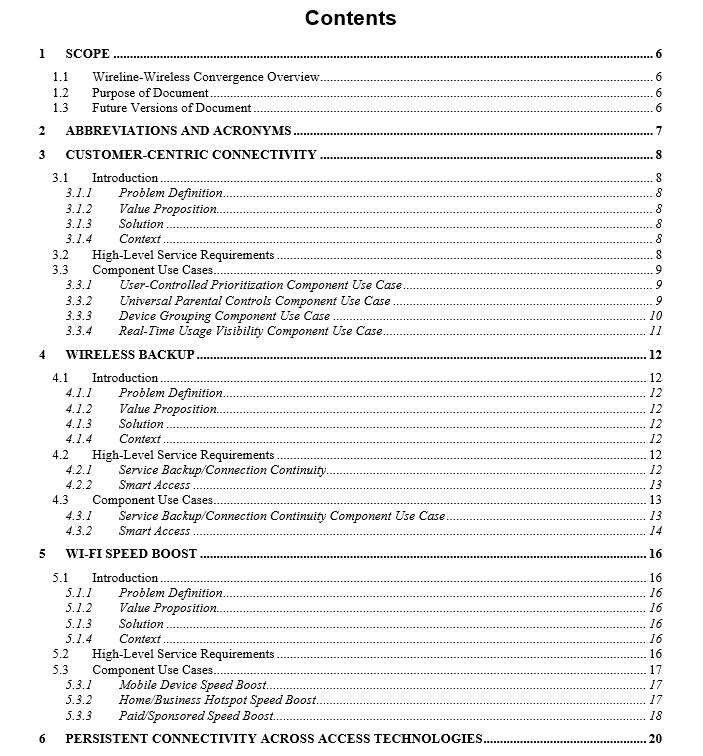 Contents
1 SCOPE ........ 6
1.1 Wireline-Wireless Convergence Overview ........ 6
1.2 Purpose of Document ........ 6
1.3 Future Versions of Document ........ 6
2 ABBREVIATIONS AND ACRONYMS ........ 7
3 CUSTOMER-CENTRIC CONNECTIVITY ........ 8
3.1 Introduction ........ 8
3.1.1 Problem Definition ........ 8
3.1.2 Value Proposition ........ 8
3.1.3 Solution ........ 8
3.1.4 Context ........ 8
3.2 High-Level Service Requirements ........ 8
3.3 Component Use Cases ........ 9
3.3.1 User-Controlled Prioritization Component Use Case ........ 9
3.3.2 Universal Parental Controls Component Use Case ........ 9
3.3.3 Device Grouping Component Use Case ........ 10
3.3.4 Real-Time Usage Visibility Component Use Case ........ 11
4 WIRELESS BACKUP ........ 12
4.1 Introduction ........ 12
4.1.1 Problem Definition ........ 12
4.1.2 Value Proposition ........ 12
4.1.3 Solution ........ 12
4.1.4 Context ........ 12
4.2 High-Level Service Requirements ........ 12
4.2.1 Service Backup/Connection Continuity ........ 12
4.2.2 Smart Access ........ 13
4.3 Component Use Cases ........ 13
4.3.1 Service Backup/Connection Continuity Component Use Case ........ 13
4.3.2 Smart Access ........ 14
5 WI-FI SPEED BOOST ........ 16
5.1 Introduction ........ 16
5.1.1 Problem Definition ........ 16
5.1.2 Value Proposition ........ 16
5.1.3 Solution ........ 16
5.1.4 Context ........ 16
5.2 High-Level Service Requirements ........ 16
5.3 Component Use Cases ........ 17
5.3.1 Mobile Device Speed Boost ........ 17
5.3.2 Home/Business Hotspot Speed Boost ........ 17
5.3.3 Paid/Sponsored Speed Boost ........ 18
6 PERSISTENT CONNECTIVITY ACROSS ACCESS TECHNOLOGIES ........ 20